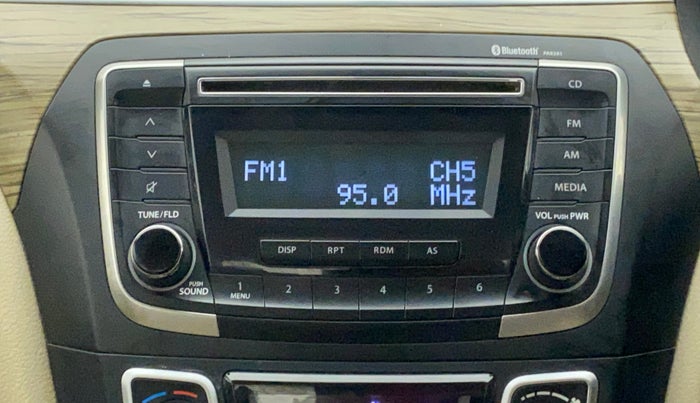 Bluetooth
CD
FM
AM
MEDIA
FM1 CH5
95.0 MHz
TUNE/FLD
VOL PUSH PWR
DISP RPT RDM AS
PUSH
SOUND
1 2 3 4 5 6
MENU